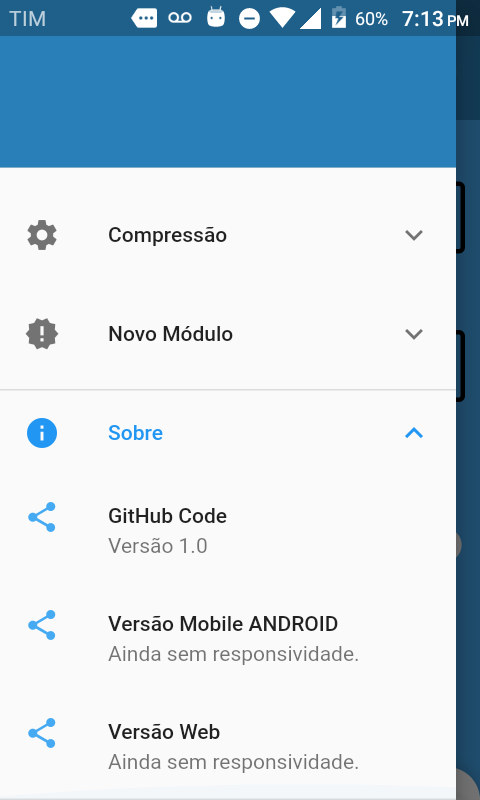 TIM 60% 7:13 PM
Compressão
Novo Módulo
Sobre
GitHub Code
Versão 1.0
Versão Mobile ANDROID
Ainda sem responsividade.
Versão Web
Ainda sem responsividade.